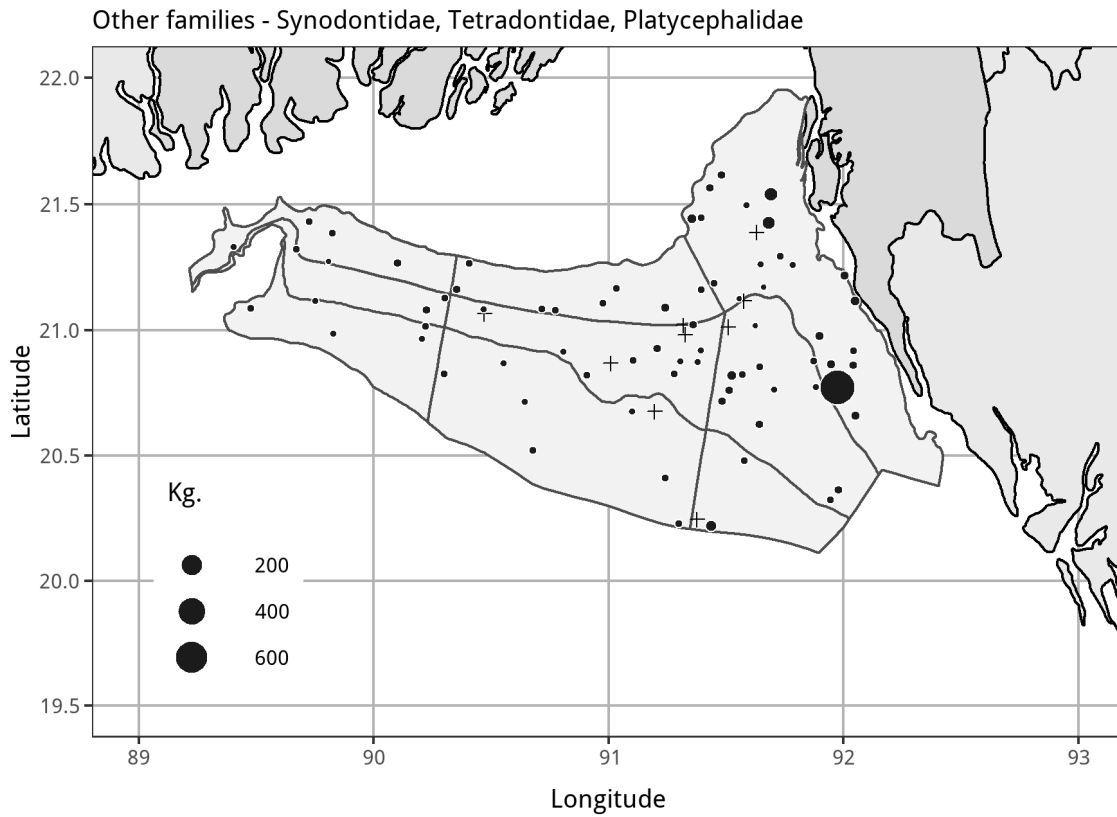 Other families - Synodontidae, Tetradontidae, Platycephalidae
22.0
21.5
21.0
20.5
20.0
19.5
Latitude
Kg.
200
400
600
89 90 91 92 93
Longitude